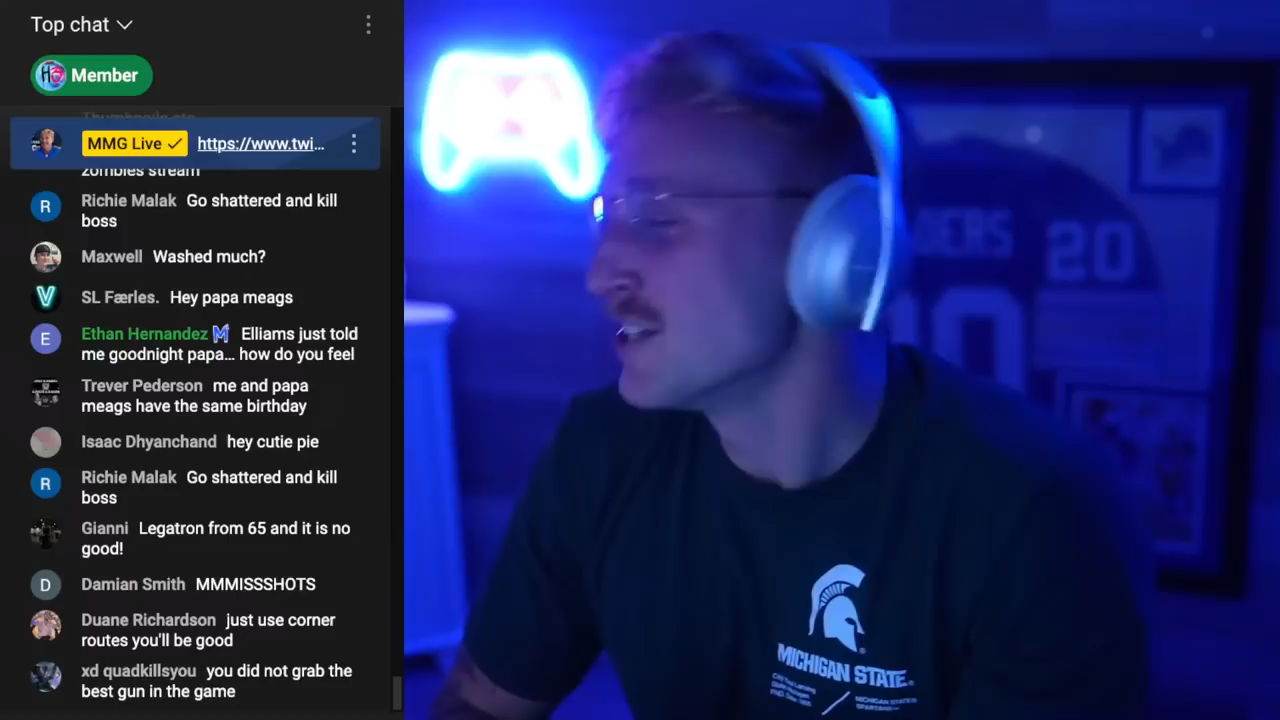 Top chat
Member
MMG Live https://www.twi...
zombies stream
Richie Malak Go shattered and kill
boss
Maxwell Washed much?
SL Færles. Hey papa meags
Ethan Hernandez Elliams just told
me goodnight papa... how do you feel
Trever Pederson me and papa
meags have the same birthday
Isaac Dhyanchand hey cutie pie
Richie Malak Go shattered and kill
boss
Gianni Legatron from 65 and it is no
good!
Damian Smith MMMISSSHOTS
Duane Richardson just use corner
routes you'll be good
xd quadkillsyou you did not grab the
best gun in the game
20
MICHIGAN STATE